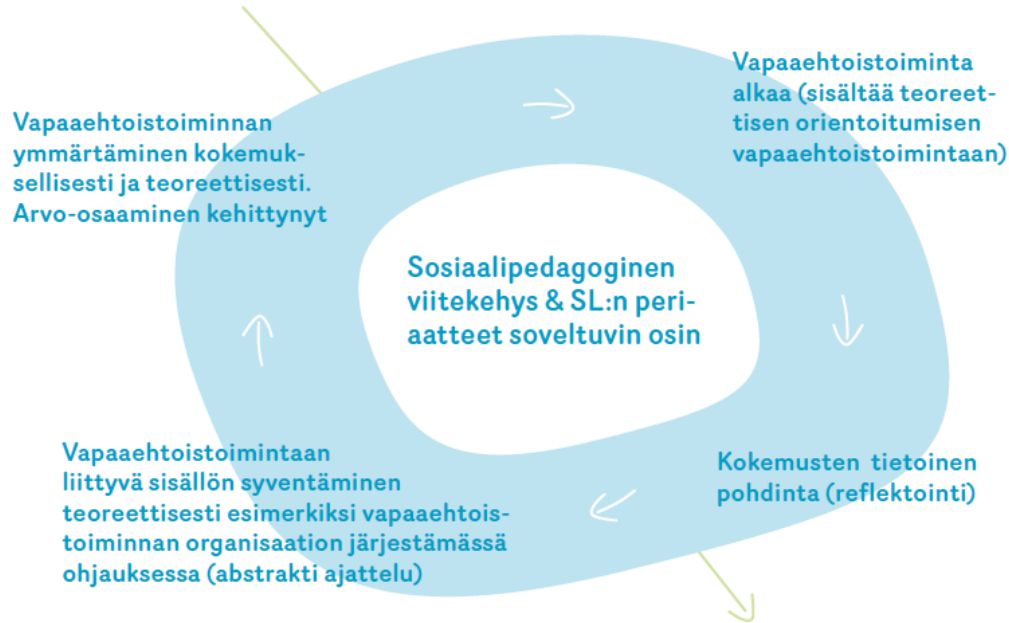 Vapaaehtoistoiminta
alkaa (sisältää teoreet-
tisen orientoitumisen
vapaaehtoistoimintaan)
Vapaaehtoistoiminnan
ymmärtäminen kokemuk-
sellisesti ja teoreettisesti.
Arvo-osaaminen kehittynyt
Sosiaalipedagoginen
viitekehys & SL:n peri-
aatteet soveltuvin osin
Kokemusten tietoinen
pohdinta (reflektointi)
Vapaaehtoistoimintaan
liittyvä sisällön syventäminen
teoreettisesti esimerkiksi vapaaehtois-
toiminnan organisaation järjestämässä
ohjauksessa (abstrakti ajattelu)